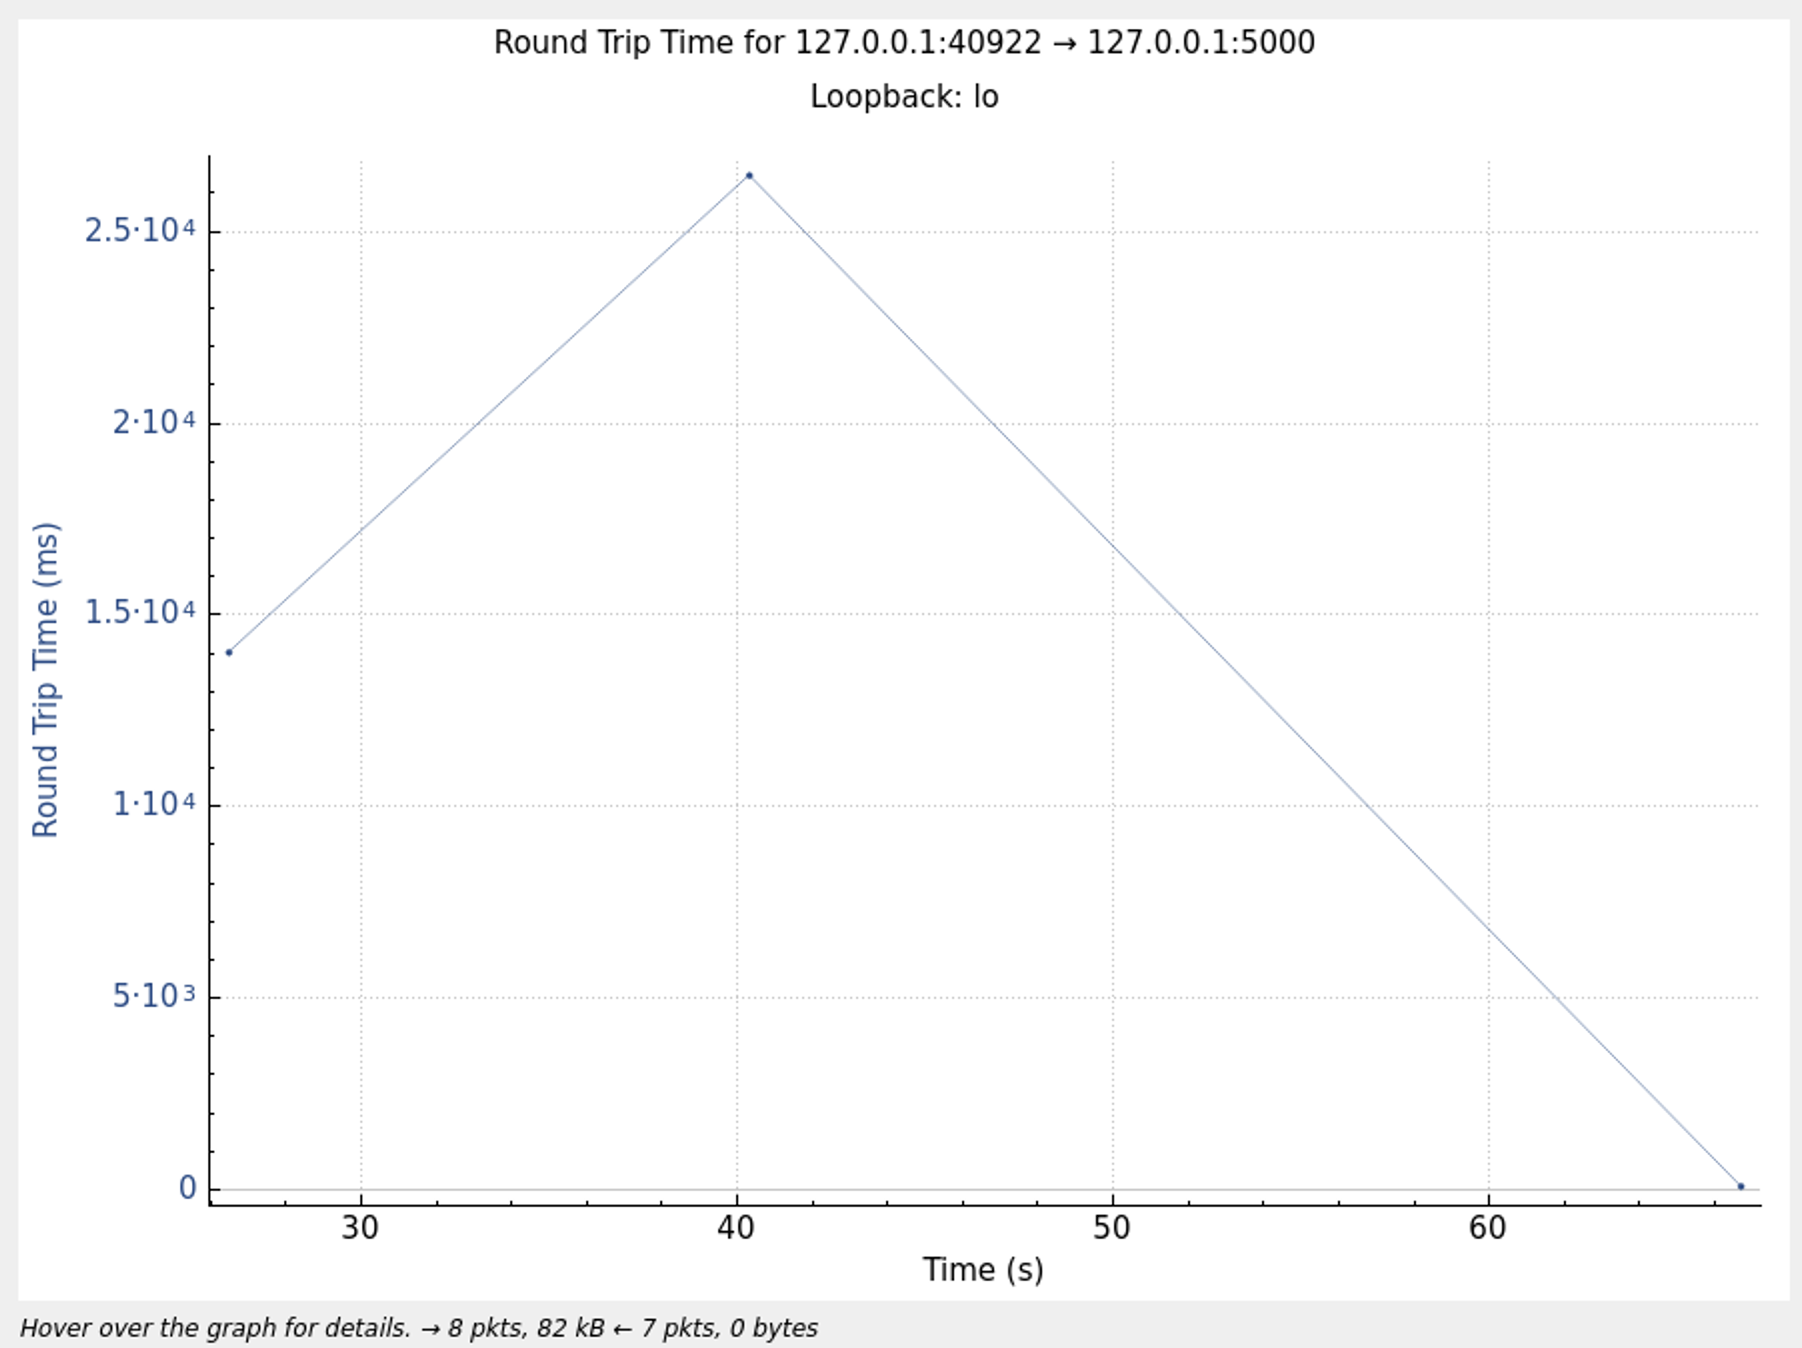 Round Trip Time for 127.0.0.1:40922 → 127.0.0.1:5000
Loopback: lo
Round Trip Time (ms)
2.5·10⁴
2·10⁴
1.5·10⁴
1·10⁴
5·10³
0
30 40 50 60
Time (s)
Hover over the graph for details. → 8 pkts, 82 kB ← 7 pkts, 0 bytes